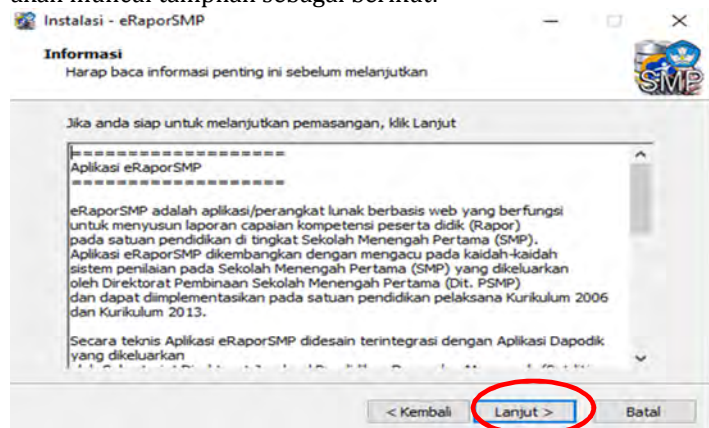 akan muncul tampilan sebagai berikut:
Instalasi - eRaporSMP
Informasi
Harap baca informasi penting ini sebelum melanjutkan
SMP
Jika anda siap untuk melanjutkan pemasangan, klik Lanjut
====================
Aplikasi eRaporSMP
====================
eRaporSMP adalah aplikasi/perangkat lunak berbasis web yang berfungsi
untuk menyusun laporan capaian kompetensi peserta didik (Rapor)
pada satuan pendidikan di tingkat Sekolah Menengah Pertama (SMP).
Aplikasi eRaporSMP dikembangkan dengan mengacu pada kaidah-kaidah
sistem penilaian pada Sekolah Menengah Pertama (SMP) yang dikeluarkan
oleh Direktorat Pembinaan Sekolah Menengah Pertama (Dit. PSMP)
dan dapat diimplementasikan pada satuan pendidikan pelaksana Kurikulum 2006
dan Kurikulum 2013.
Secara teknis Aplikasi eRaporSMP didesain terintegrasi dengan Aplikasi Dapodik
yang dikeluarkan
< Kembali
Lanjut >
Batal